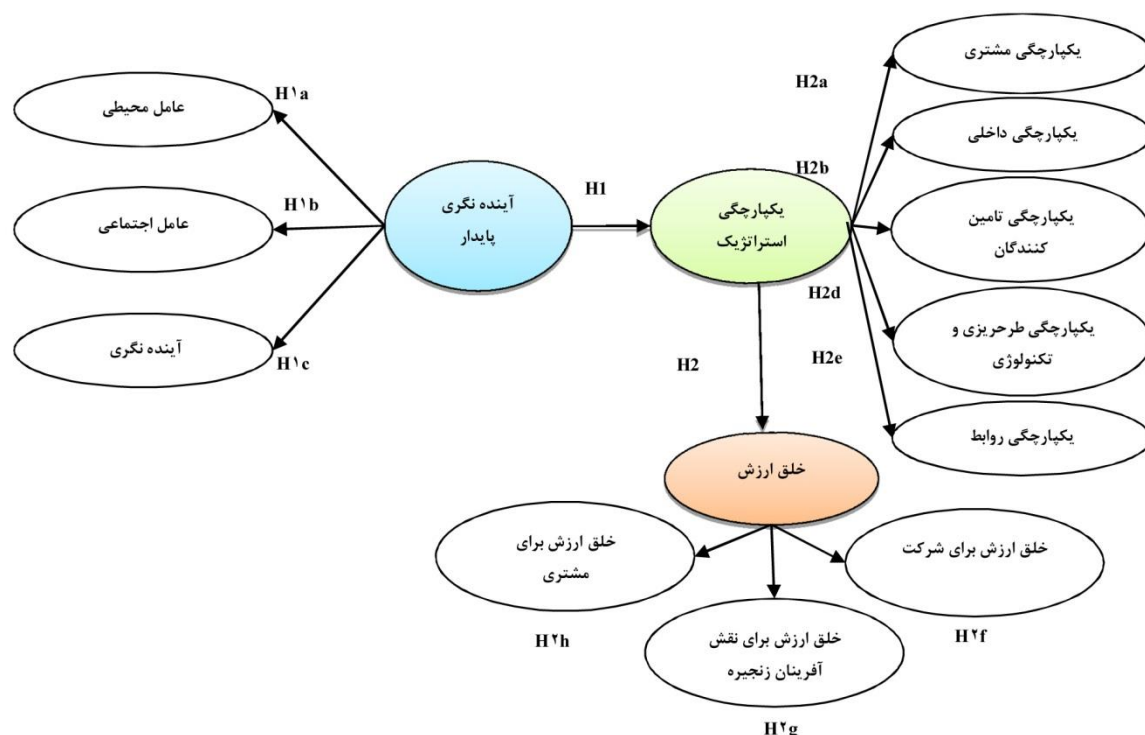 یکپارچگی مشتری
H2a
H۱a
عامل محیطی
یکپارچگی داخلی
H2b
H1
آینده نگری
پایدار
یکپارچگی
استراتژیک
H۱b
عامل اجتماعی
یکپارچگی تامین
کنندگان
H2d
یکپارچگی طرحریزی و
تکنولوژی
آینده نگری
H۱c
H2
H2e
یکپارچگی روابط
خلق ارزش
خلق ارزش برای شرکت
خلق ارزش برای
مشتری
H۲f
H۲h
خلق ارزش برای نقش
آفرینان زنجیره
H۲g